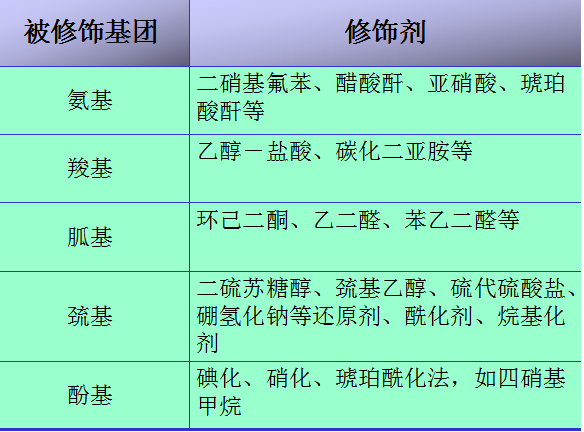 被修饰基团
修饰剂
氨基
二硝基氟苯、醋酸酐、亚硝酸、琥珀
酸酐等
羧基
乙醇－盐酸、碳化二亚胺等
胍基
环己二酮、乙二醛、苯乙二醛等
巯基
二硫苏糖醇、巯基乙醇、硫代硫酸盐、
硼氢化钠等还原剂、酰化剂、烷基化
剂
酚基
碘化、硝化、琥珀酰化法，如四硝基
甲烷